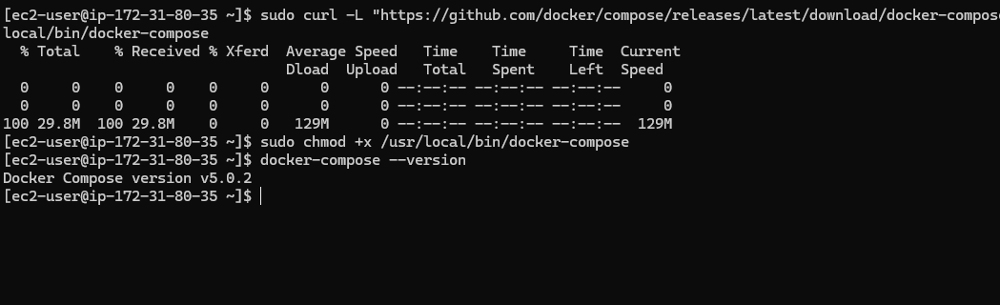 [ec2-user@ip-172-31-80-35 ~]$ sudo curl -L "https://github.com/docker/compose/releases/latest/download/docker-compose
local/bin/docker-compose
  % Total    % Received % Xferd  Average Speed   Time    Time     Time  Current
                                 Dload  Upload   Total   Spent    Left  Speed
  0     0    0     0    0     0      0      0 --:--:-- --:--:-- --:--:--     0
  0     0    0     0    0     0      0      0 --:--:-- --:--:-- --:--:--     0
100 29.8M  100 29.8M    0     0   129M      0 --:--:-- --:--:-- --:--:--  129M
[ec2-user@ip-172-31-80-35 ~]$ sudo chmod +x /usr/local/bin/docker-compose
[ec2-user@ip-172-31-80-35 ~]$ docker-compose --version
Docker Compose version v5.0.2
[ec2-user@ip-172-31-80-35 ~]$